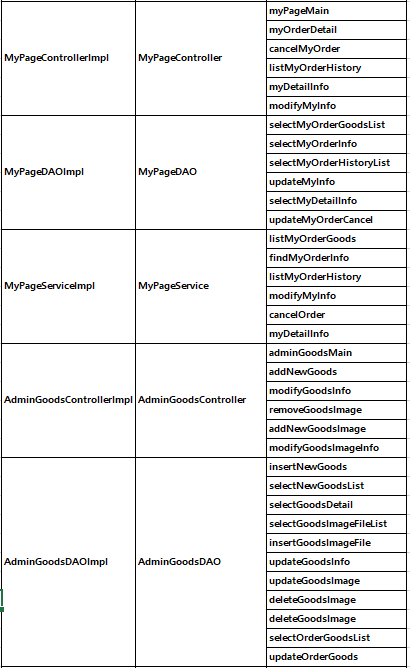 MyPageControllerImpl MyPageController
myPageMain
myOrderDetail
cancelMyOrder
listMyOrderHistory
myDetailInfo
modifyMyInfo
MyPageDAOImpl MyPageDAO
selectMyOrderGoodsList
selectMyOrderInfo
selectMyOrderHistoryList
updateMyInfo
selectMyDetailInfo
updateMyOrderCancel
MyPageServiceImpl MyPageService
listMyOrderGoods
findMyOrderInfo
listMyOrderHistory
modifyMyInfo
cancelOrder
myDetailInfo
AdminGoodsControllerImpl AdminGoodsController
adminGoodsMain
addNewGoods
modifyGoodsInfo
removeGoodsImage
addNewGoodsImage
modifyGoodsImageInfo
AdminGoodsDAOImpl AdminGoodsDAO
insertNewGoods
selectNewGoodsList
selectGoodsDetail
selectGoodsImageFileList
insertGoodsImageFile
updateGoodsInfo
updateGoodsImage
deleteGoodsImage
deleteGoodsImage
selectOrderGoodsList
updateOrderGoods